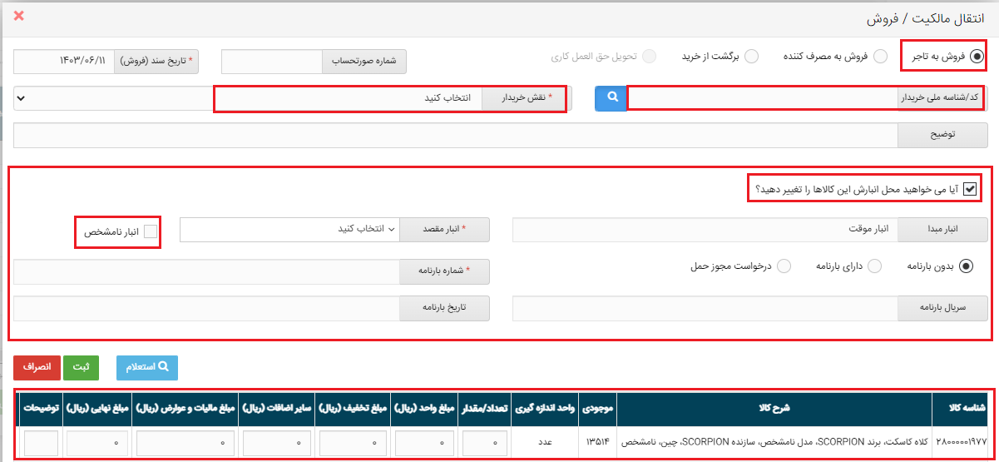 انتقال مالکیت / فروش
فروش به تاجر فروش به مصرف کننده برگشت از خرید تحویل حق العمل کاری شماره صورتحساب * تاریخ سند (فروش) ۱۴۰۳/۰۶/۱۱
کد/شناسه ملی خریدار * نقش خریدار انتخاب کنید
توضیح
آیا می خواهید محل انبارش این کالاها را تغییر دهید؟
انبار مبدا انبار موقت * انبار مقصد انتخاب کنید انبار نامشخص
بدون بارنامه دارای بارنامه درخواست مجوز حمل * شماره بارنامه
سریال بارنامه تاریخ بارنامه
استعلام ثبت انصراف
شناسه کالا شرح کالا موجودی واحد اندازه گیری تعداد/مقدار مبلغ واحد (ریال) مبلغ تخفیف (ریال) سایر اضافات (ریال) مبلغ مالیات و عوارض (ریال) مبلغ نهایی (ریال) توضیحات
۲۸۰۰۰۰۰۱۹۷۷ کلاه کاسکت، برند SCORPION، مدل نامشخص، سازنده SCORPION، چین، نامشخص ۱۳۵۱۴ عدد ۰ ۰ ۰ ۰ ۰ ۰